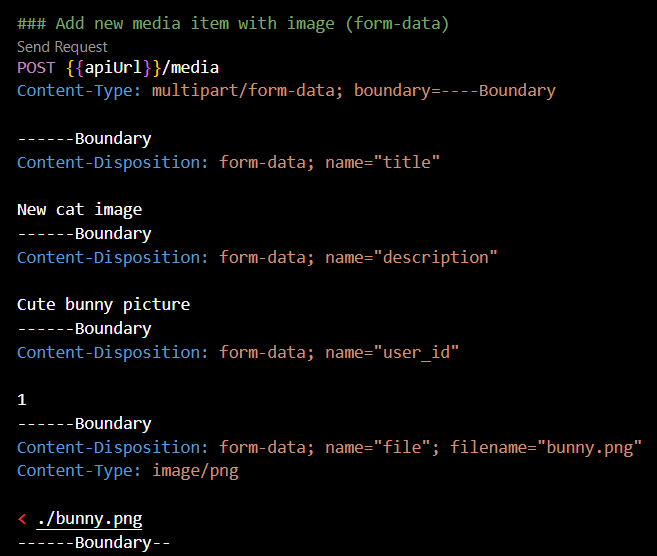 ### Add new media item with image (form-data)
Send Request
POST {{apiUrl}}/media
Content-Type: multipart/form-data; boundary=----Boundary
------Boundary
Content-Disposition: form-data; name="title"
New cat image
------Boundary
Content-Disposition: form-data; name="description"
Cute bunny picture
------Boundary
Content-Disposition: form-data; name="user_id"
1
------Boundary
Content-Disposition: form-data; name="file"; filename="bunny.png"
Content-Type: image/png
< ./bunny.png
------Boundary--